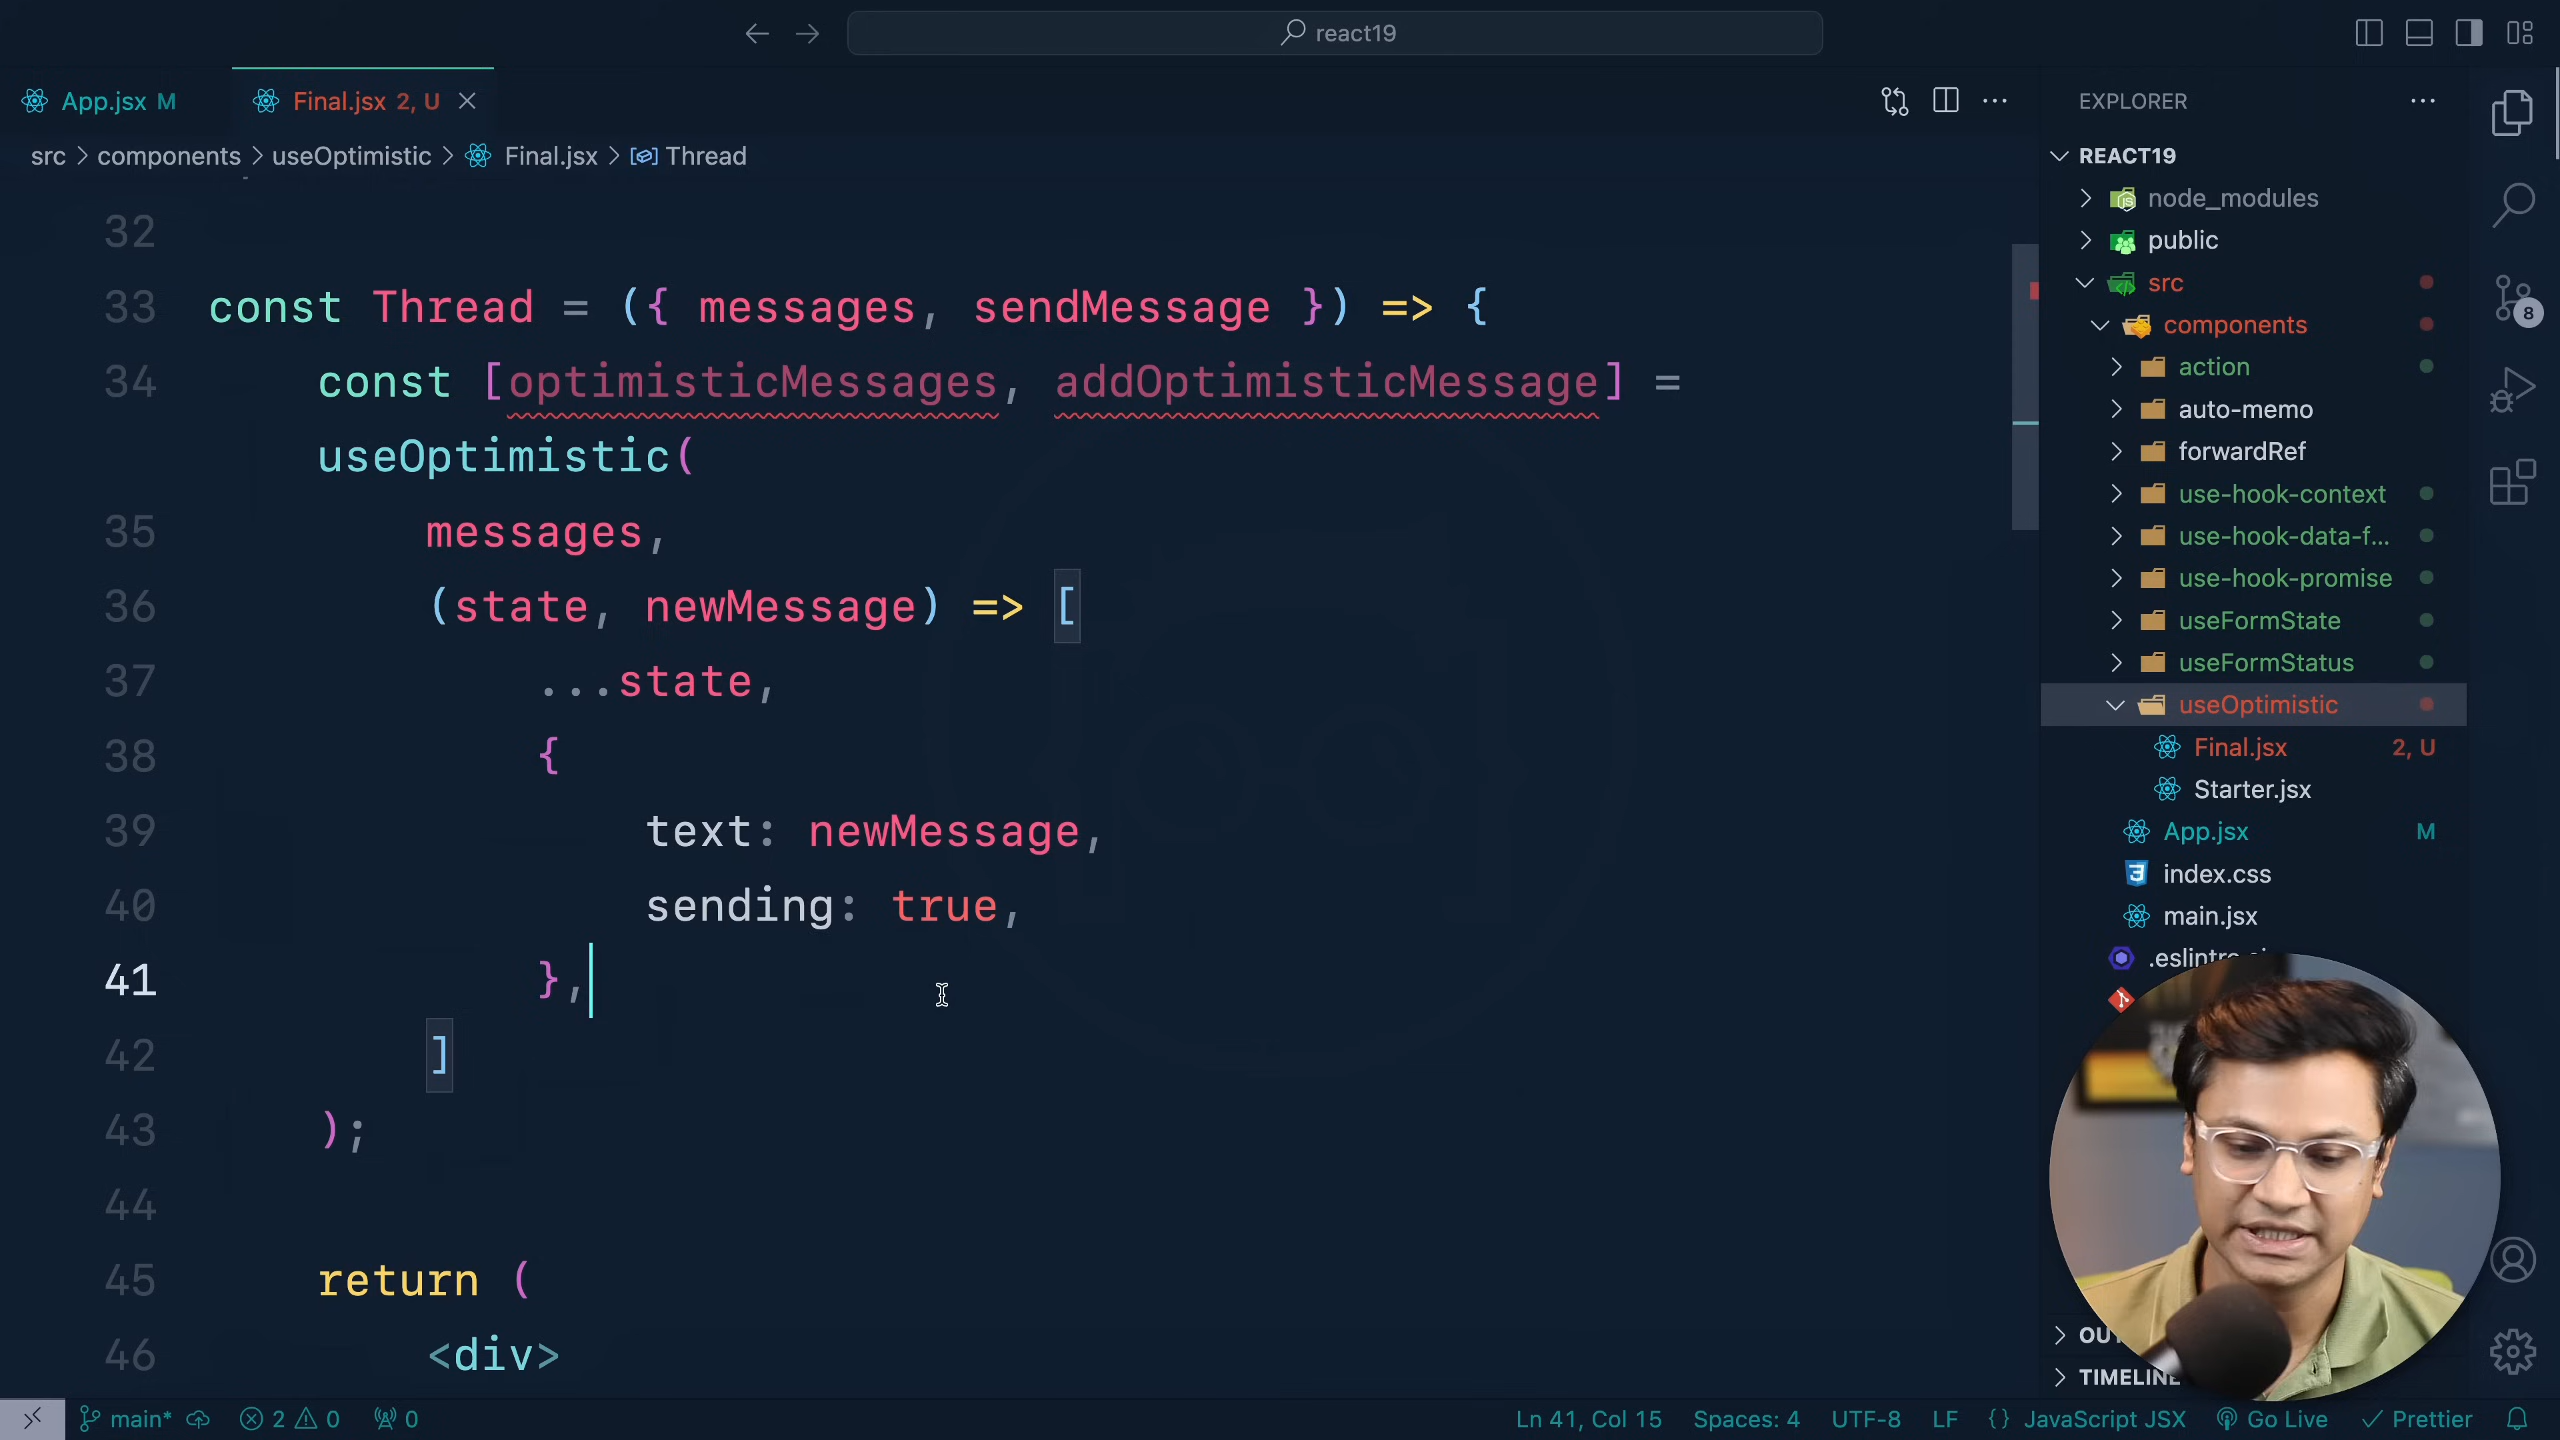 react19
App.jsx M
Final.jsx 2, U
EXPLORER
src > components > useOptimistic > Final.jsx > Thread
32
33 const Thread = ({ messages, sendMessage }) => {
34 const [optimisticMessages, addOptimisticMessage] =
useOptimistic(
35 messages,
36 (state, newMessage) => [
37 ...state,
38 {
39 text: newMessage,
40 sending: true,
41 },
42 ]
43 );
44
45 return (
46 <div>
REACT19
node_modules
public
src
components
action
auto-memo
forwardRef
use-hook-context
use-hook-data-f...
use-hook-promise
useFormState
useFormStatus
useOptimistic
Final.jsx 2, U
Starter.jsx
App.jsx M
index.css
main.jsx
TIMELINE
8
main* 2 0 0
Ln 41, Col 15 Spaces: 4 UTF-8 LF {} JavaScript JSX Go Live Prettier